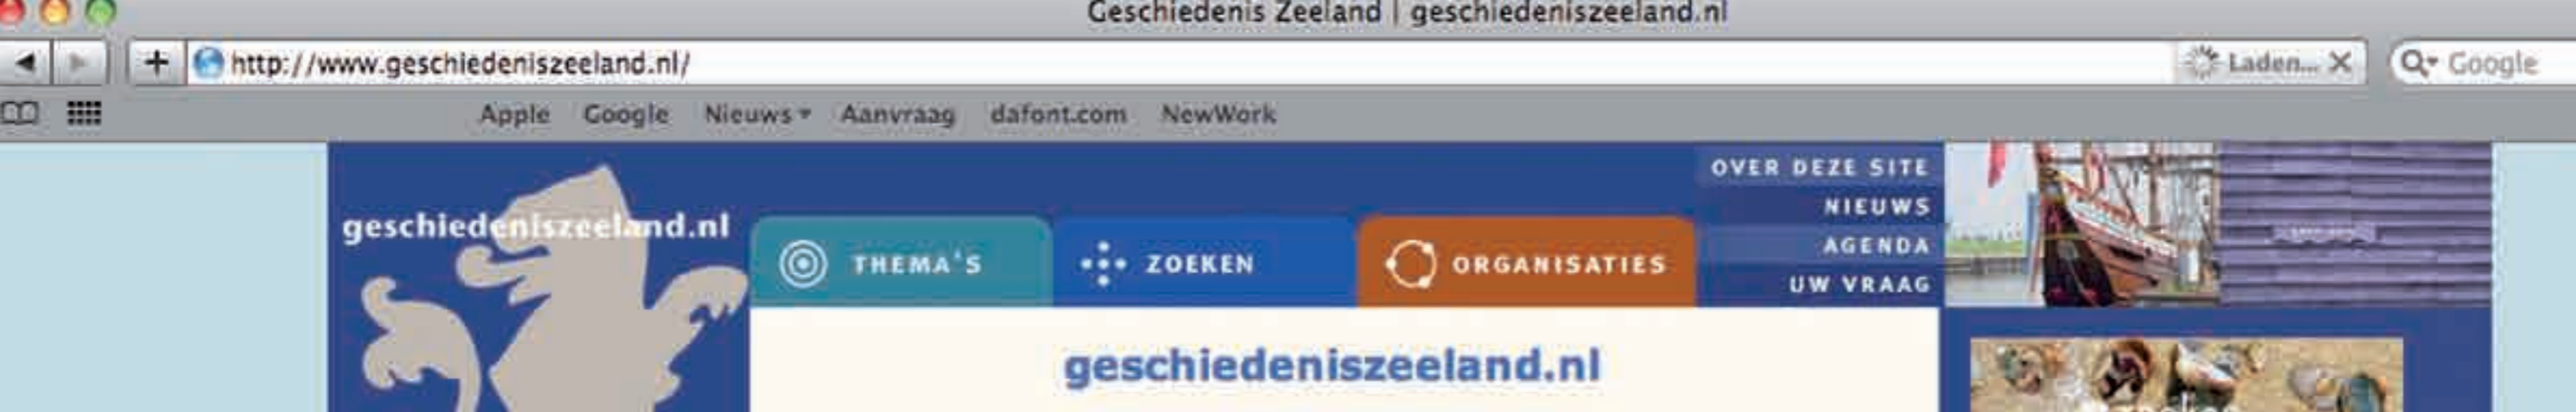 Geschiedenis Zeeland | geschiedeniszeeland.nl
http://www.geschiedeniszeeland.nl/
Laden...
Google
Apple Google Nieuws Aanvraag dafont.com NewWork
geschiedeniszeeland.nl
THEMA'S
ZOEKEN
ORGANISATIES
OVER DEZE SITE
NIEUWS
AGENDA
UW VRAAG
geschiedeniszeeland.nl